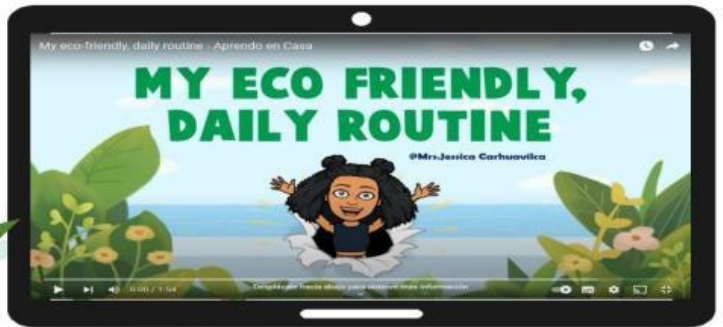 My eco-friendly, daily routine - Aprendo en Casa
MY ECO FRIENDLY,
DAILY ROUTINE
@Mrs.Jessica Carhuavilca
0:00 / 1:54
Desplázate hacia abajo para obtener más información